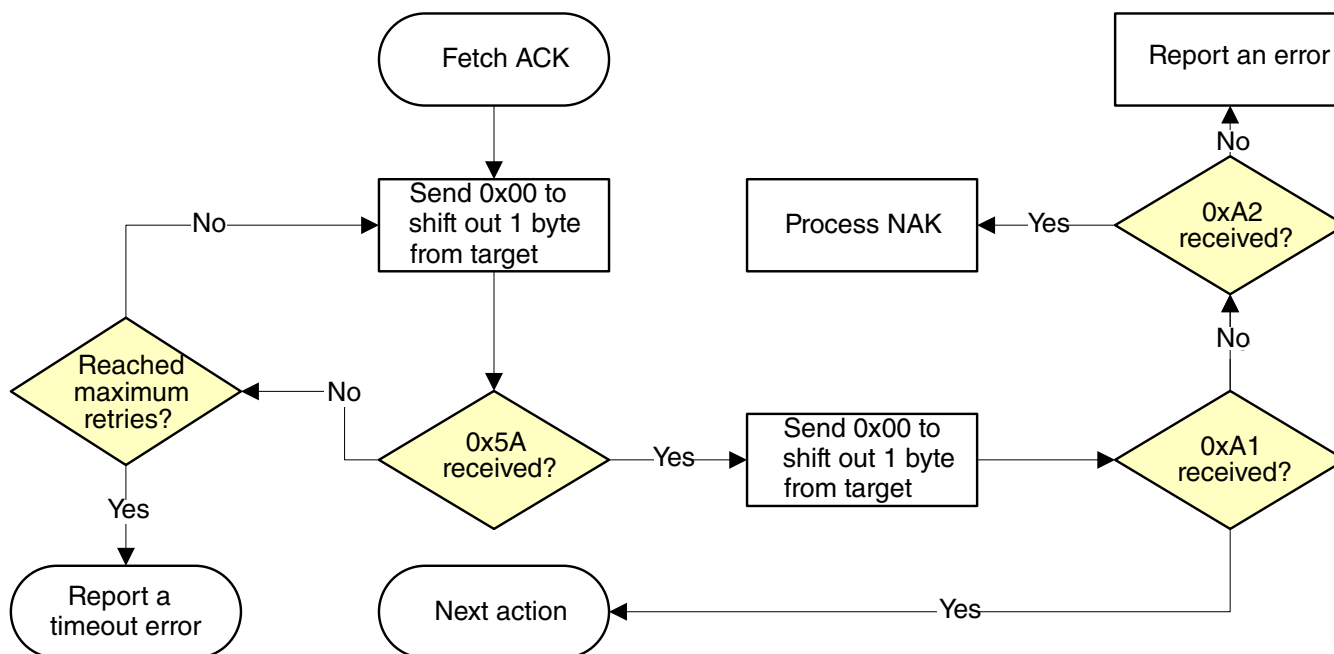 Fetch ACK
Report an error
No
Send 0x00 to
shift out 1 byte
from target
No
Process NAK
Yes
0xA2
received?
Reached
maximum
retries?
No
No
0x5A
received?
Yes
Send 0x00 to
shift out 1 byte
from target
0xA1
received?
Yes
Report a
timeout error
Next action
Yes